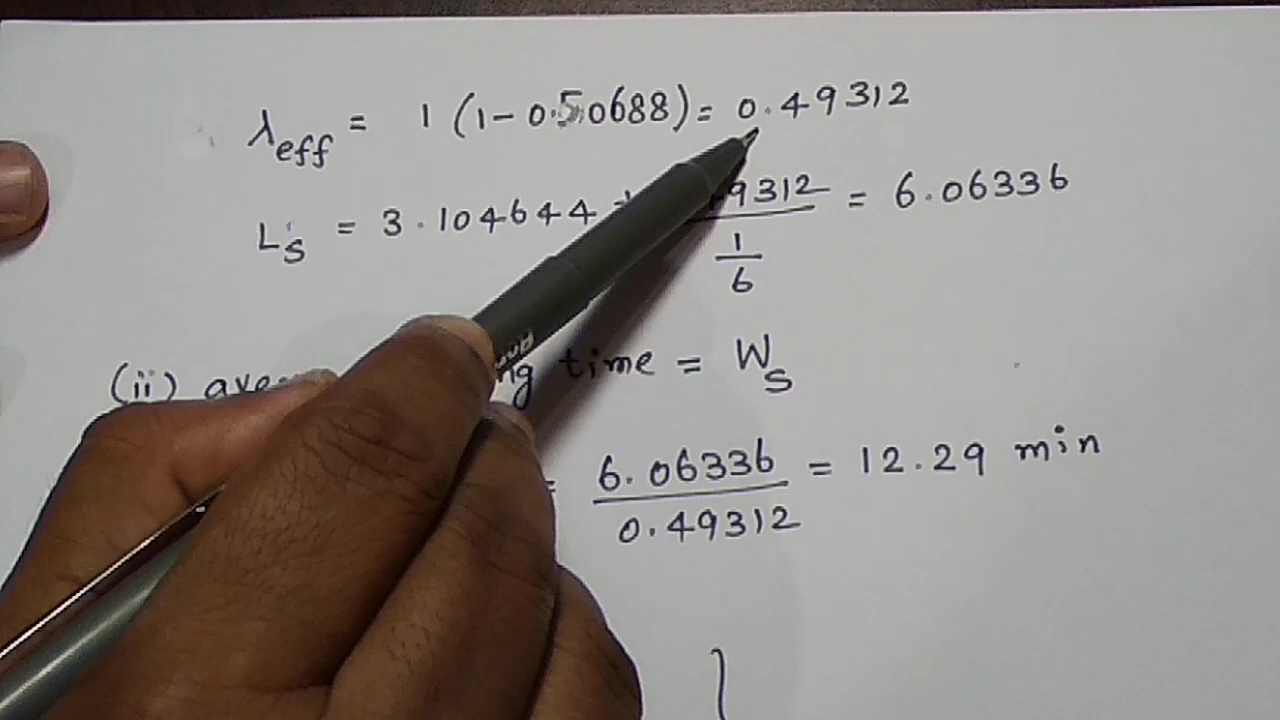 λeff = 1 (1 - 0.50688) = 0.49312
Ls = 3.104644 9312 / 1/6 = 6.06336
(ii) time = Ws
= 6.06336 / 0.49312 = 12.29 min